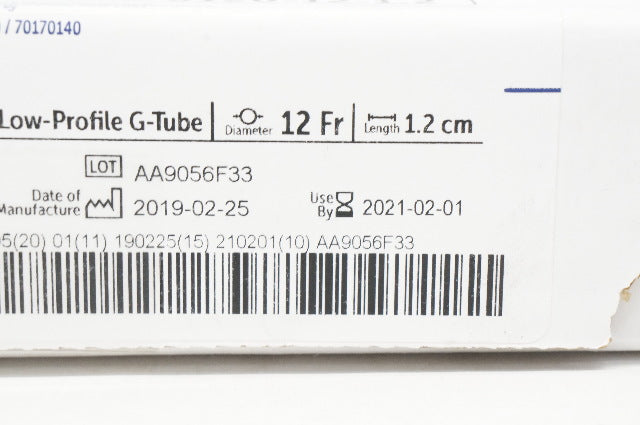 / 70170140
Low-Profile G-Tube Diameter 12 Fr Length 1.2 cm
LOT AA9056F33
Date of Manufacture 2019-02-25 Use By 2021-02-01
(20) 01(11) 190225(15) 210201(10) AA9056F33